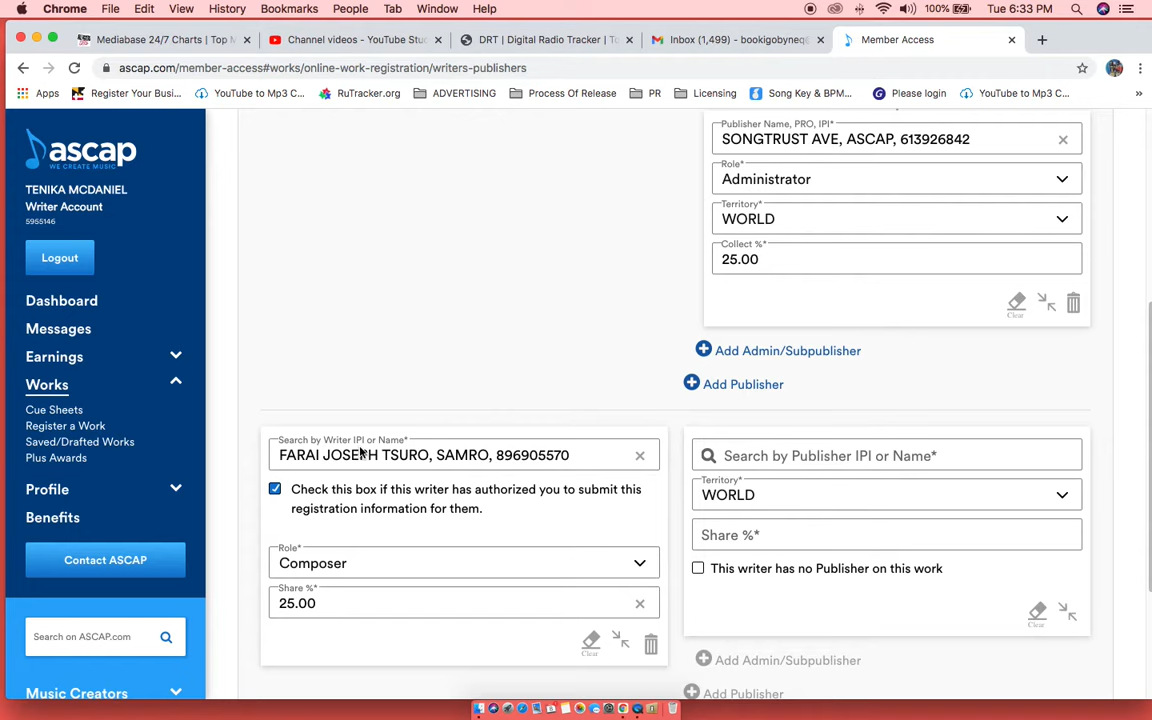 Chrome File Edit View History Bookmarks People Tab Window Help 100% Tue 6:33 PM
Mediabase 24/7 Charts | Top M
Channel videos - YouTube Stu
DRT | Digital Radio Tracker | To
Inbox (1,499) - bookigobyneq@
Member Access
ascap.com/member-access#works/online-work-registration/writers-publishers
Apps Register Your Busi... YouTube to Mp3 C... RuTracker.org ADVERTISING Process Of Release PR Licensing Song Key & BPM... Please login YouTube to Mp3 C... »
ascap
WE CREATE MUSIC
TENIKA MCDANIEL
Writer Account
5955146
Logout
Dashboard
Messages
Earnings
Works
Cue Sheets
Register a Work
Saved/Drafted Works
Plus Awards
Profile
Benefits
Contact ASCAP
Search on ASCAP.com
Music Creators
Publisher Name, PRO, IPI*
SONGTRUST AVE, ASCAP, 613926842
Role*
Administrator
Territory*
WORLD
Collect %*
25.00
Clear
Add Admin/Subpublisher
Add Publisher
Search by Writer IPI or Name*
FARAI JOSEPH TSURO, SAMRO, 896905570
Check this box if this writer has authorized you to submit this
registration information for them.
Role*
Composer
Share %*
25.00
Clear
Search by Publisher IPI or Name*
Territory*
WORLD
Share %*
This writer has no Publisher on this work
Clear
Add Admin/Subpublisher
Add Publisher